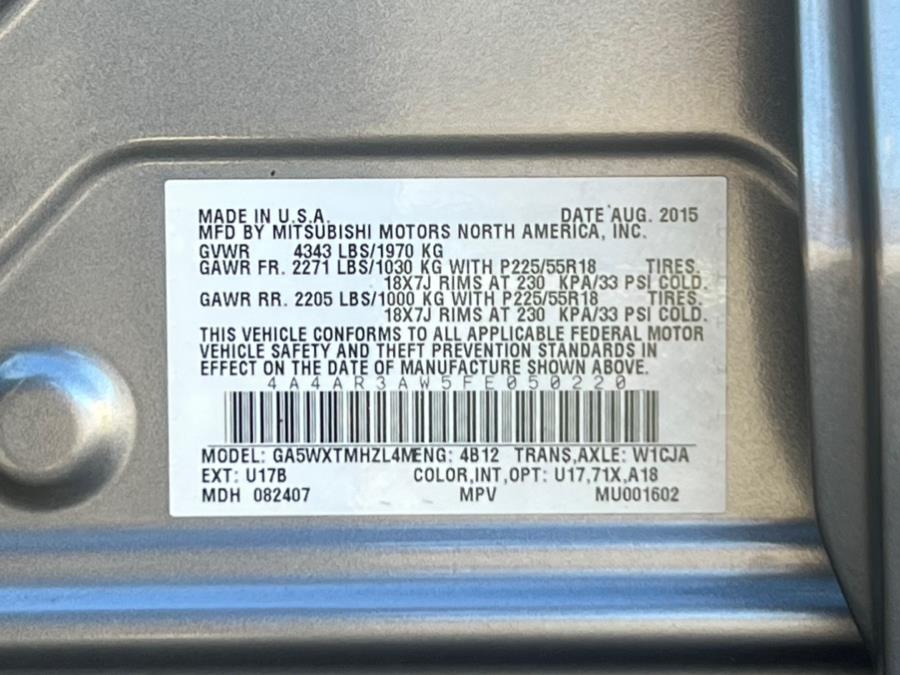 MADE IN U.S.A. DATE AUG. 2015
MFD BY MITSUBISHI MOTORS NORTH AMERICA, INC.
GVWR 4343 LBS/1970 KG
GAWR FR. 2271 LBS/1030 KG WITH P225/55R18 TIRES.
18X7J RIMS AT 230 KPA/33 PSI COLD.
GAWR RR. 2205 LBS/1000 KG WITH P225/55R18 TIRES.
18X7J RIMS AT 230 KPA/33 PSI COLD.
THIS VEHICLE CONFORMS TO ALL APPLICABLE FEDERAL MOTOR
VEHICLE SAFETY AND THEFT PREVENTION STANDARDS IN
EFFECT ON THE DATE OF MANUFACTURE SHOWN ABOVE.
4A4AR3AW5FE050220
MODEL: GA5WXTMHZL4M ENG: 4B12 TRANS,AXLE: W1CJA
EXT: U17B COLOR,INT,OPT: U17,71X,A18
MDH 082407 MPV MU001602